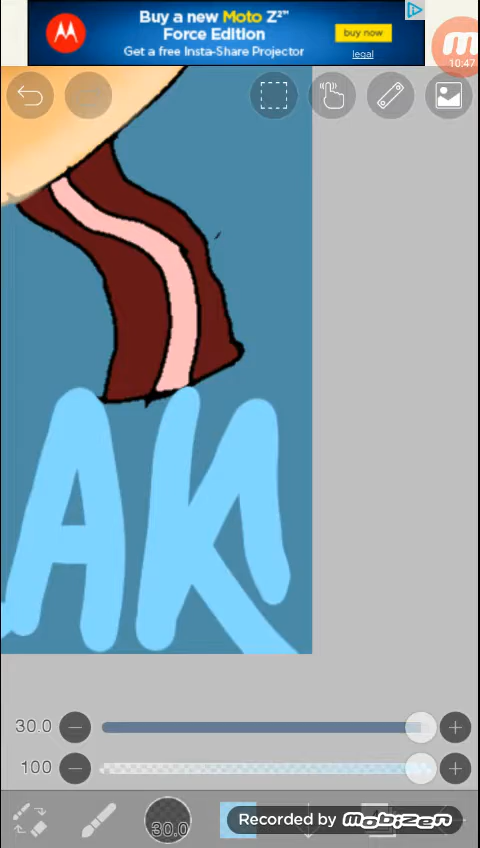 Buy a new Moto Z²™
Force Edition
Get a free Insta-Share Projector
buy now
legal
10:47
AK
30.0
100
30.0
Recorded by mobizen